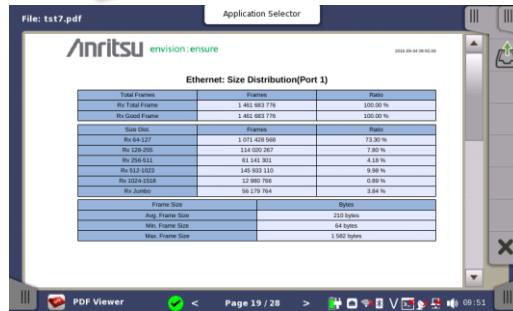 File: tst7.pdf
Application Selector
Anritsu envision : ensure
Ethernet: Size Distribution(Port 1)
Total Frames Frames Ratio
Rx Total Frame 1 461 683 776 100.00 %
Rx Good Frame 1 461 683 776 100.00 %
Size Dist. Frames Ratio
Rx 64-127 1 071 428 568 73.30 %
Rx 128-255 114 020 267 7.80 %
Rx 256-511 61 141 301 4.18 %
Rx 512-1023 145 933 110 9.98 %
Rx 1024-1518 12 980 766 0.89 %
Rx Jumbo 56 179 764 3.84 %
Frame Size Bytes
Avg. Frame Size 210 bytes
Min. Frame Size 64 bytes
Max. Frame Size 1 582 bytes
PDF Viewer < Page 19 / 28 > 09:51